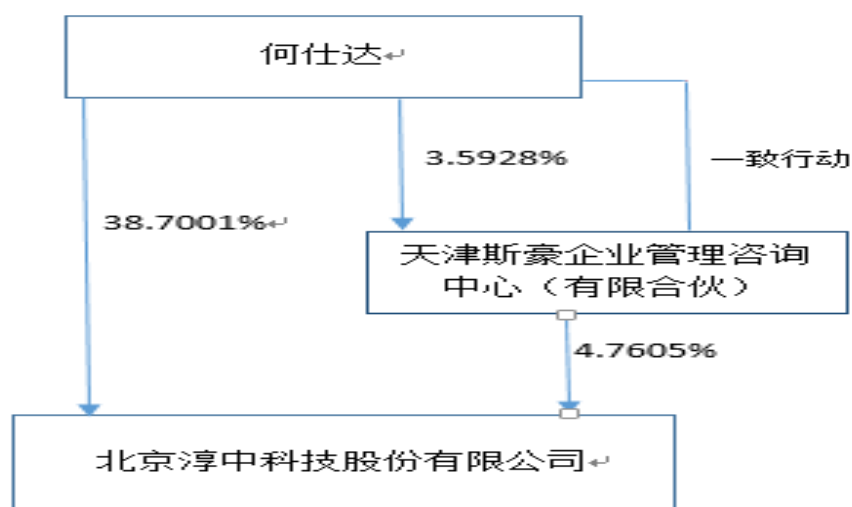 何仕达
3.5928%
一致行动
38.7001%
天津斯豪企业管理咨询
中心（有限合伙）
4.7605%
北京淳中科技股份有限公司